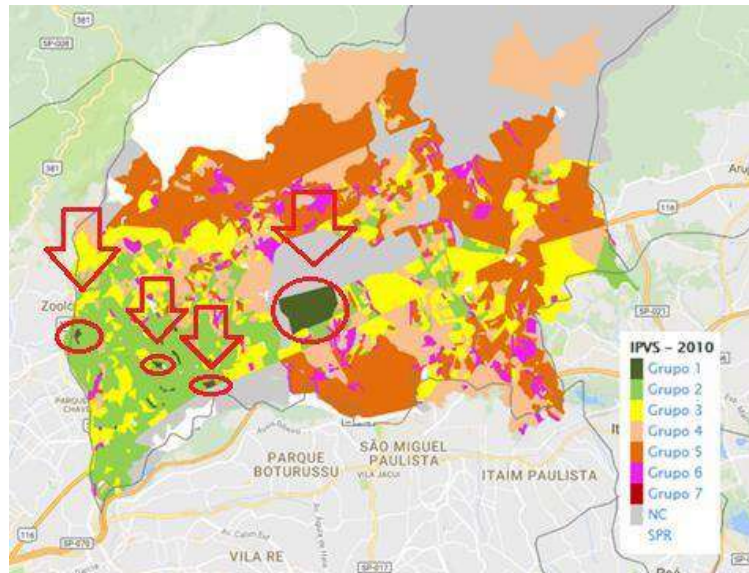 381
SP-008
381
Zoolo
PARQUE
CHAVE
116
SP-070
116
Aruj
SP-021
IPVS - 2010
Grupo 1
Grupo 2
Grupo 3
Grupo 4
Grupo 5
Grupo 6
Grupo 7
NC
SPR
PARQUE
BOTURUSSU
SÃO MIGUEL
PAULISTA
VILA JACUI
ITAIM PAULISTA
VILA RE
SP-017